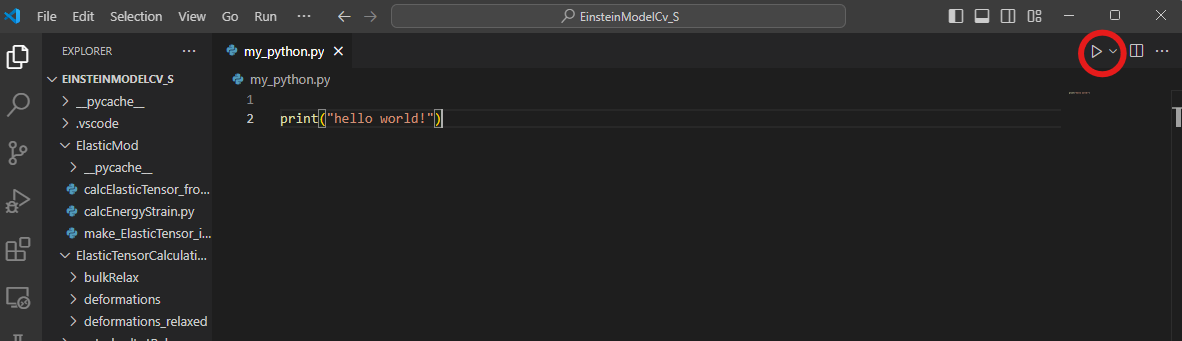 File Edit Selection View Go Run ··· EinsteinModelCv_S
EXPLORER ···
my_python.py
EINSTEINMODELCV_S
my_python.py
__pycache__
1
.vscode
2 print("hello world!")
ElasticMod
__pycache__
calcElasticTensor_fro...
calcEnergyStrain.py
make_ElasticTensor_i...
ElasticTensorCalculati...
bulkRelax
deformations
deformations_relaxed